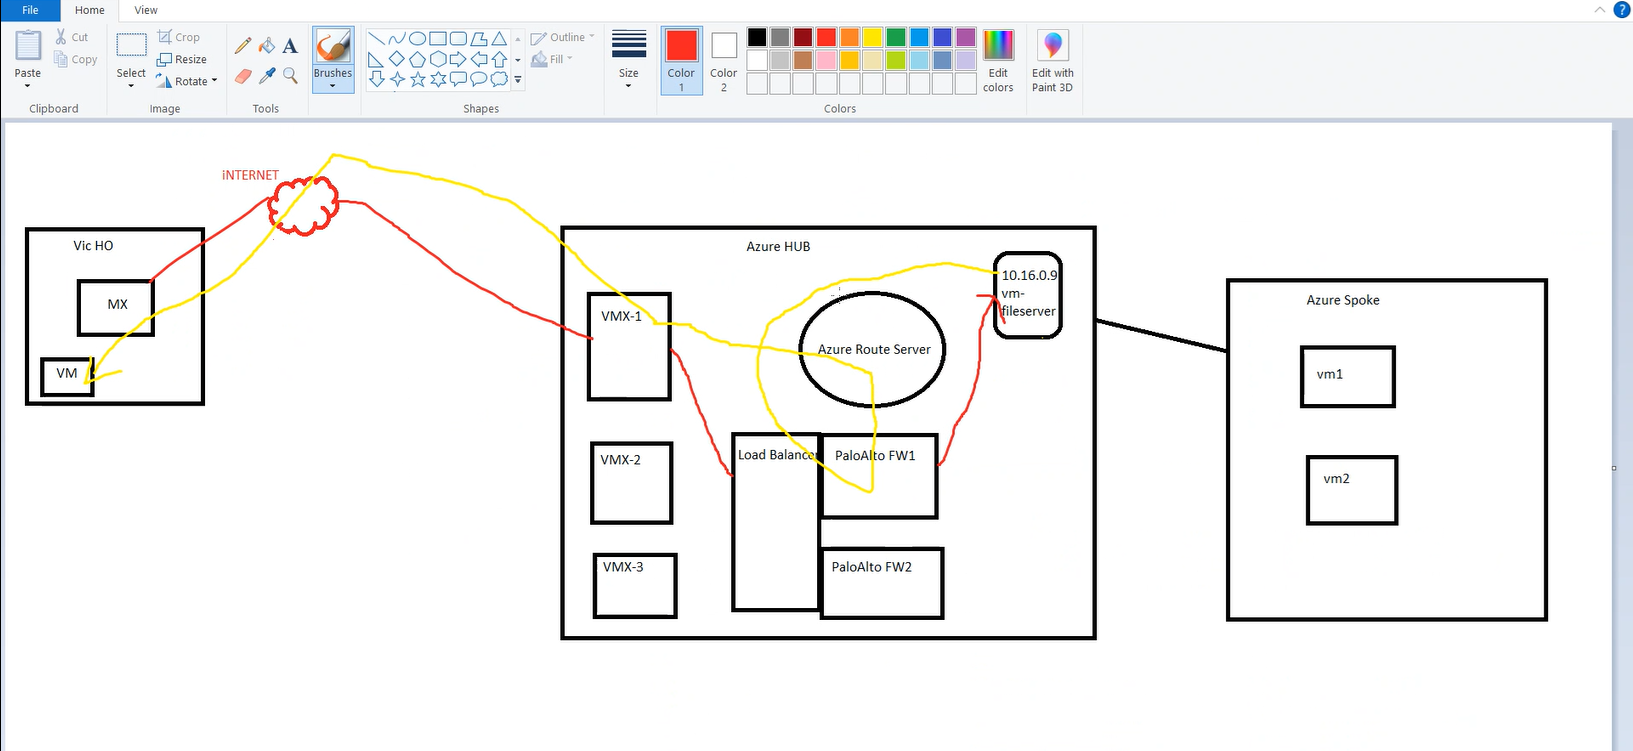 File
Home
View
?
Paste
Cut
Copy
Clipboard
Select
Crop
Resize
Rotate
Image
A
Tools
Brushes
Outline
Fill
Shapes
Size
Color
1
Color
2
Edit
colors
Colors
Edit with
Paint 3D
iNTERNET
Vic HO
MX
VM
Azure HUB
VMX-1
VMX-2
VMX-3
Azure Route Server
Load Balancer
PaloAlto FW1
PaloAlto FW2
10.16.0.9
vm-
fileserver
Azure Spoke
vm1
vm2